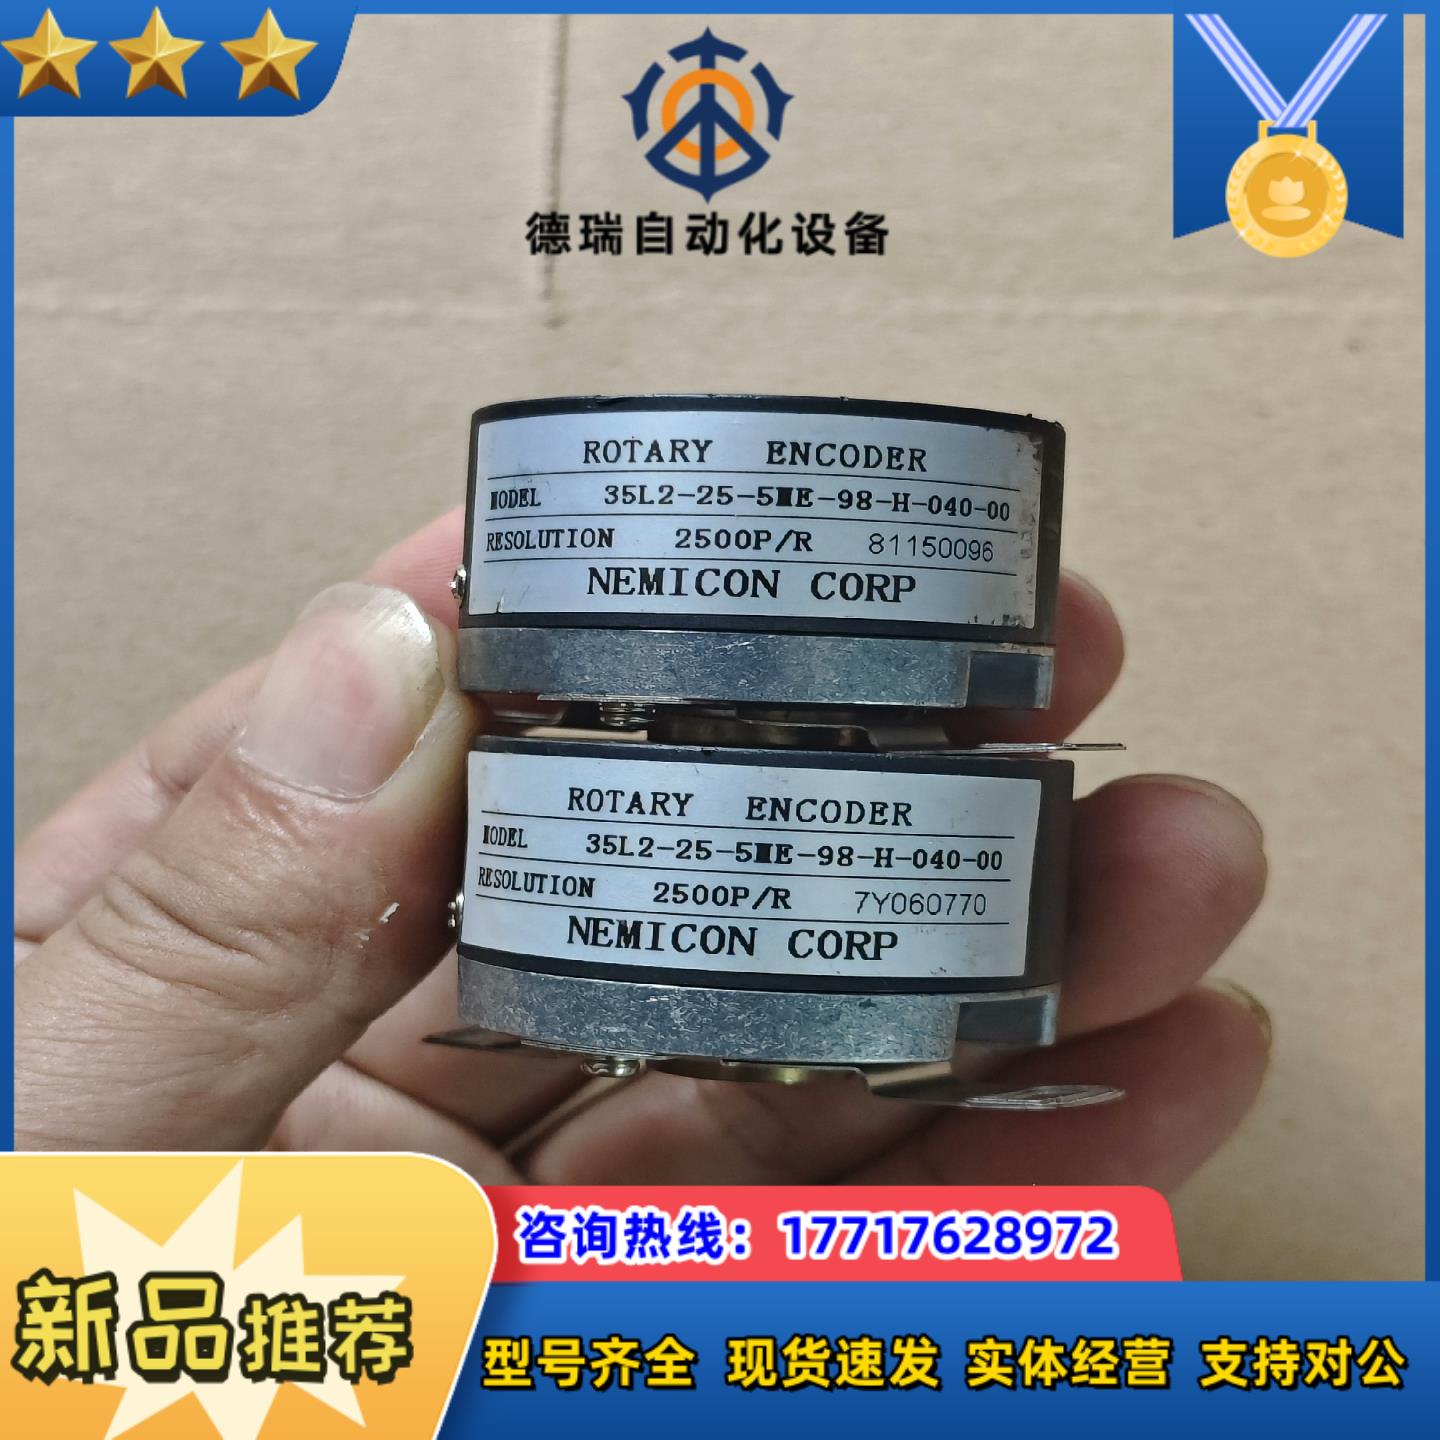 德瑞自动化设备
ROTARY ENCODER
MODEL 35L2-25-5ME-98-H-040-00
RESOLUTION 2500P/R 81150096
NEMICON CORP
ROTARY ENCODER
MODEL 35L2-25-5ME-98-H-040-00
RESOLUTION 2500P/R 7Y060770
NEMICON CORP
咨询热线：17717628972
新品推荐
型号齐全 现货速发 实体经营 支持对公